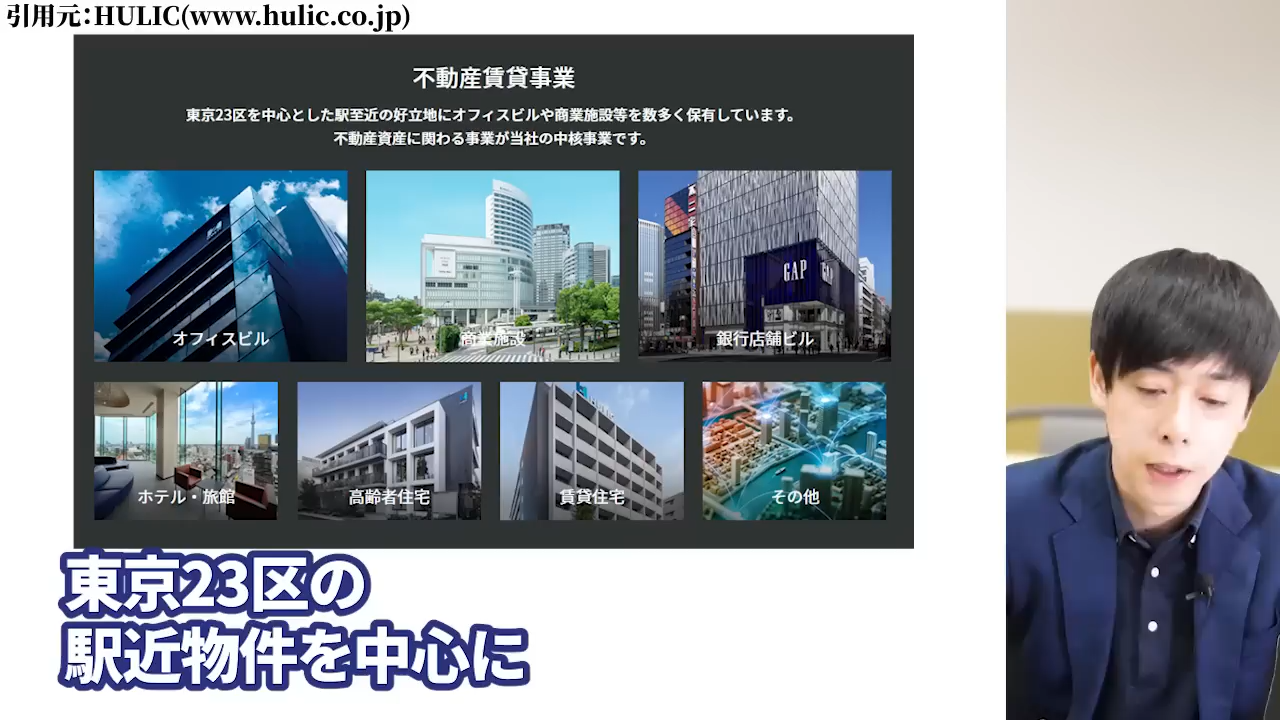 引用元：HULIC(www.hulic.co.jp)
不動産賃貸事業
東京23区を中心とした駅至近の好立地にオフィスビルや商業施設等を数多く保有しています。
不動産資産に関わる事業が当社の中核事業です。
GAP
オフィスビル
商業施設
銀行店舗ビル
ホテル・旅館
高齢者住宅
賃貸住宅
その他
東京23区の
駅近物件を中心に